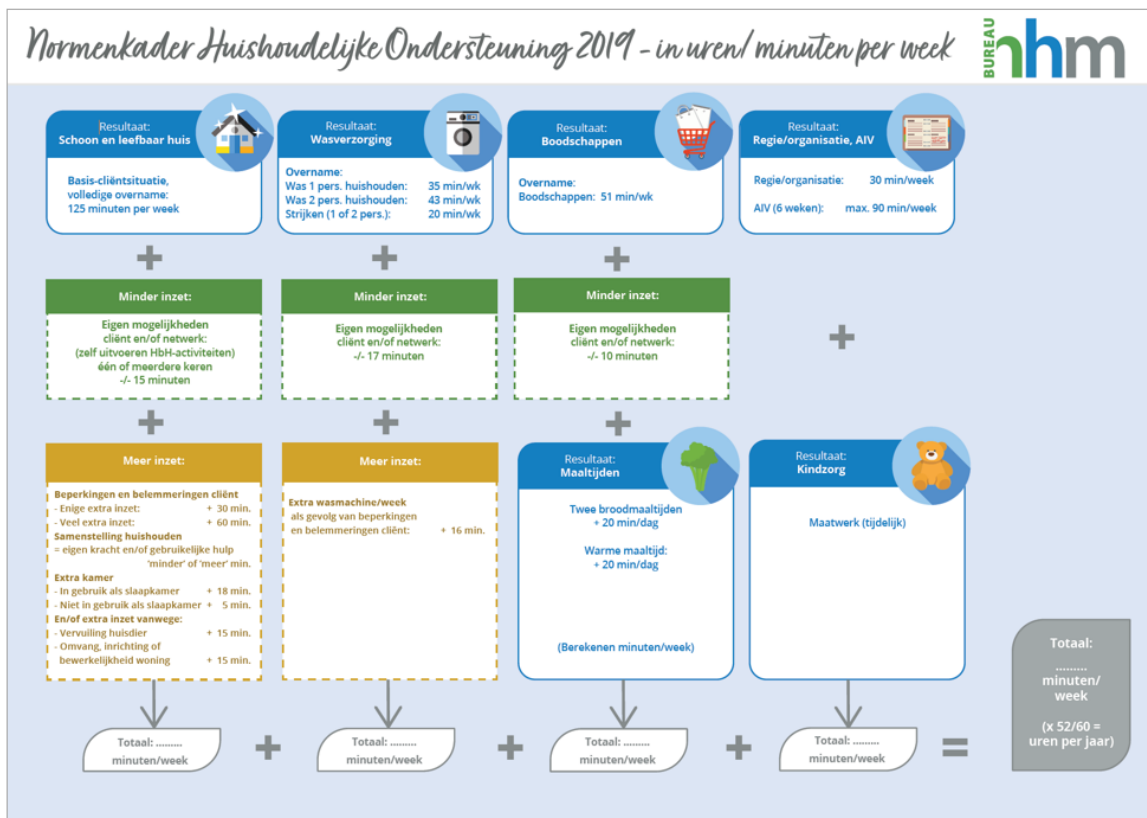 Normenkader Huishoudelijke Ondersteuning 2019 - in uren/ minuten per week
BUREAU
nhm
Resultaat:
Schoon en leefbaar huis
Basis-cliëntsituatie,
volledige overname:
125 minuten per week
Resultaat:
Wasverzorging
Overname:
Was 1 pers. huishouden: 35 min/wk
Was 2 pers. huishouden: 43 min/wk
Strijken (1 of 2 pers.): 20 min/wk
Resultaat:
Boodschappen
Overname:
Boodschappen: 51 min/wk
Resultaat:
Regie/organisatie, AIV
Regie/organisatie: 30 min/week
AIV (6 weken): max. 90 min/week
+ + +
Minder inzet:
Eigen mogelijkheden
cliënt en/of netwerk:
(zelf uitvoeren HbH-activiteiten)
één of meerdere keren
-/- 15 minuten
Minder inzet:
Eigen mogelijkheden
cliënt en/of netwerk:
-/- 17 minuten
Minder inzet:
Eigen mogelijkheden
cliënt en/of netwerk:
-/- 10 minuten
+
+ + +
Meer inzet:
Beperkingen en belemmeringen cliënt
- Enige extra inzet: + 30 min.
- Veel extra inzet: + 60 min.
Samenstelling huishouden
= eigen kracht en/of gebruikelijke hulp
'minder' of 'meer' min.
Extra kamer
- In gebruik als slaapkamer + 18 min.
- Niet in gebruik als slaapkamer + 5 min.
En/of extra inzet vanwege:
- Vervuiling huisdier + 15 min.
- Omvang, inrichting of
bewerkelijkheid woning + 15 min.
Meer inzet:
Extra wasmachine/week
als gevolg van beperkingen
en belemmeringen cliënt: + 16 min.
Resultaat:
Maaltijden
Twee broodmaaltijden
+ 20 min/dag
Warme maaltijd:
+ 20 min/dag
(Berekenen minuten/week)
Resultaat:
Kindzorg
Maatwerk (tijdelijk)
Totaal: .........
minuten/week
+
Totaal: .........
minuten/week
+
Totaal: .........
minuten/week
+
Totaal: .........
minuten/week
=
Totaal:
.........
minuten/
week
(x 52/60 =
uren per jaar)